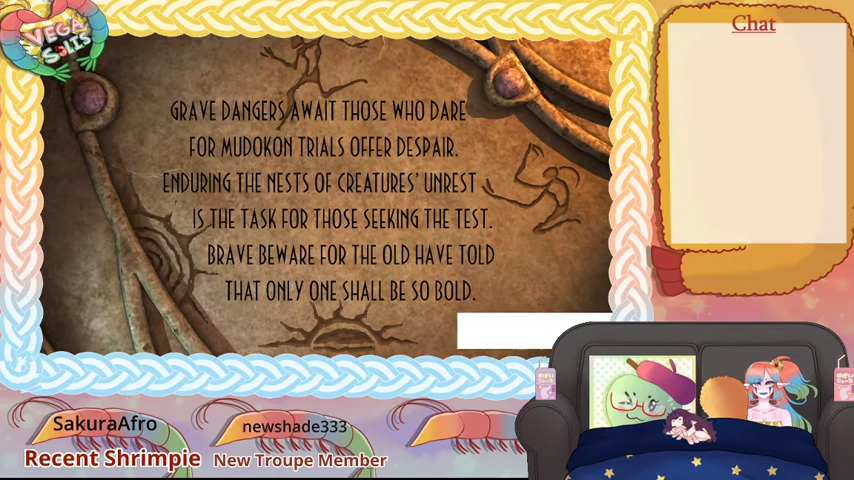 VEGA
SOLIS
Chat
GRAVE DANGERS AWAIT THOSE WHO DARE
FOR MUDOKON TRIALS OFFER DESPAIR.
ENDURING THE NESTS OF CREATURES' UNREST
IS THE TASK FOR THOSE SEEKING THE TEST.
BRAVE BEWARE FOR THE OLD HAVE TOLD
THAT ONLY ONE SHALL BE SO BOLD.
SakuraAfro
newshade333
Recent Shrimpie
New Troupe Member